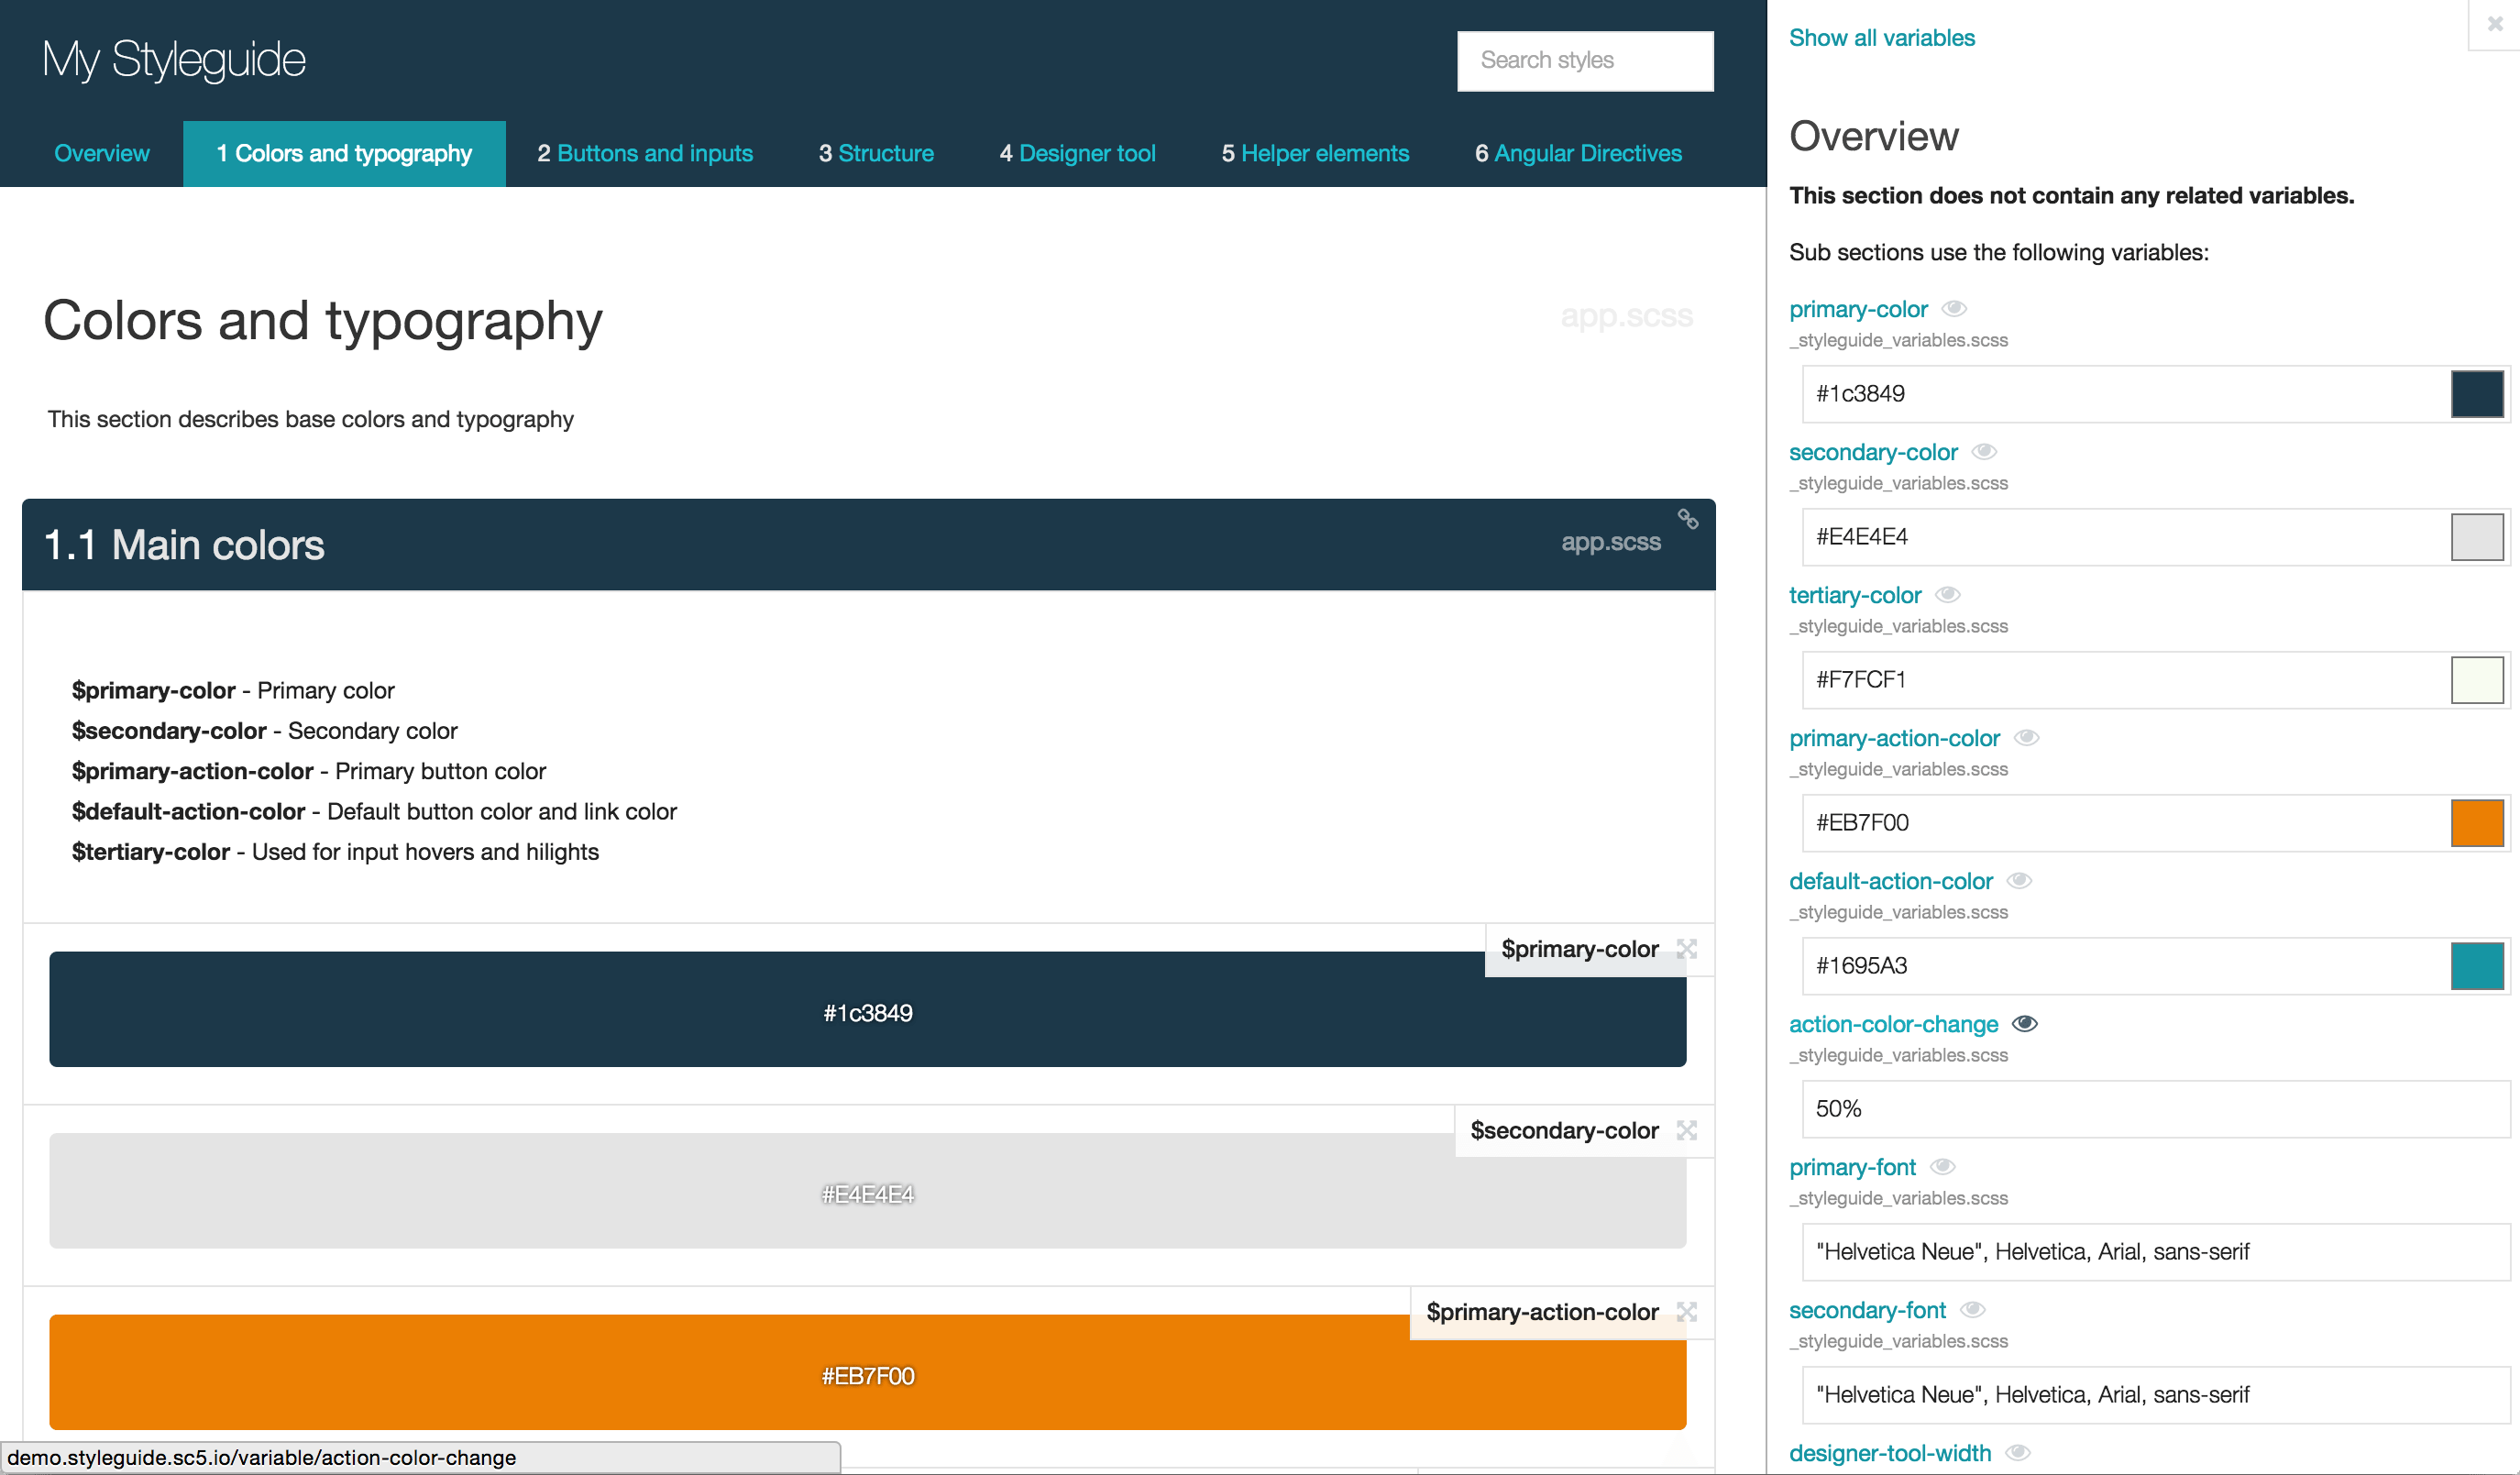 My Styleguide
Search styles
Overview
1 Colors and typography
2 Buttons and inputs
3 Structure
4 Designer tool
5 Helper elements
6 Angular Directives
Colors and typography
app.scss
This section describes base colors and typography
1.1 Main colors
app.scss
$primary-color - Primary color
$secondary-color - Secondary color
$primary-action-color - Primary button color
$default-action-color - Default button color and link color
$tertiary-color - Used for input hovers and hilights
$primary-color
#1c3849
$secondary-color
#E4E4E4
$primary-action-color
#EB7F00
demo.styleguide.sc5.io/variable/action-color-change
Show all variables
Overview
This section does not contain any related variables.
Sub sections use the following variables:
primary-color
_styleguide_variables.scss
#1c3849
secondary-color
_styleguide_variables.scss
#E4E4E4
tertiary-color
_styleguide_variables.scss
#F7FCF1
primary-action-color
_styleguide_variables.scss
#EB7F00
default-action-color
_styleguide_variables.scss
#1695A3
action-color-change
_styleguide_variables.scss
50%
primary-font
_styleguide_variables.scss
"Helvetica Neue", Helvetica, Arial, sans-serif
secondary-font
_styleguide_variables.scss
"Helvetica Neue", Helvetica, Arial, sans-serif
designer-tool-width